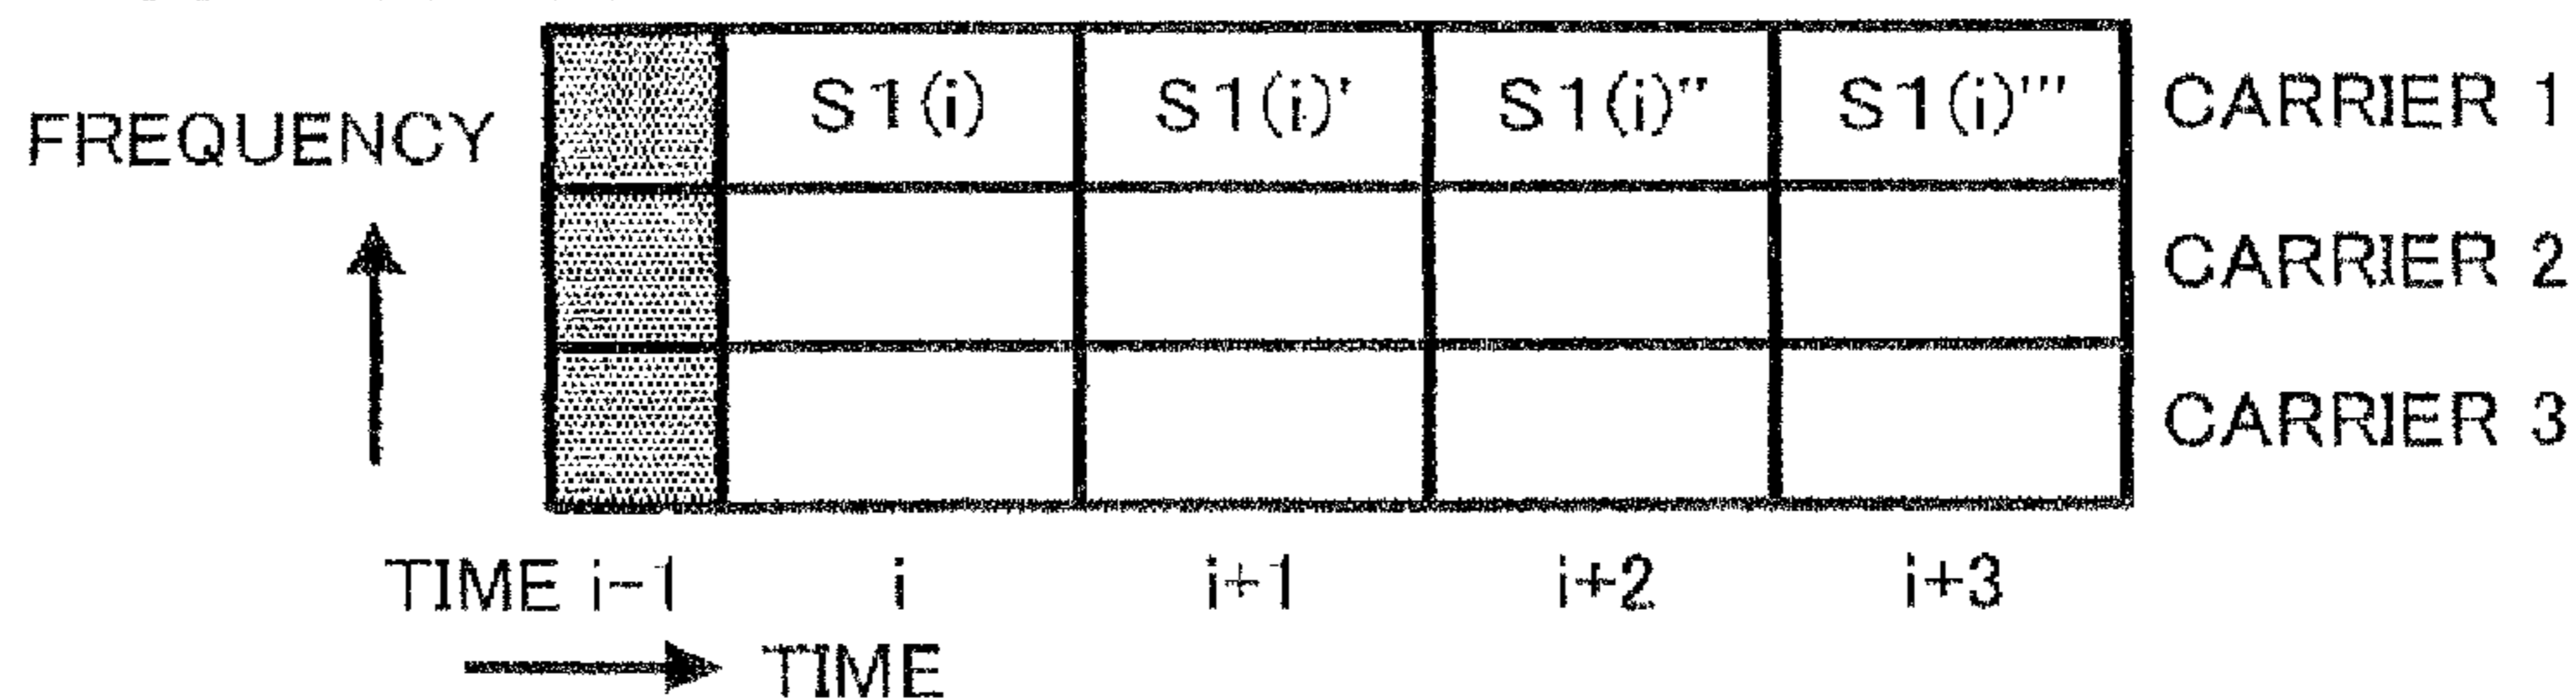 S1(i) S1(i)' S1(i)" S1(i)"' CARRIER 1
FREQUENCY
CARRIER 2
CARRIER 3
TIME i-1 i i+1 i+2 i+3
TIME